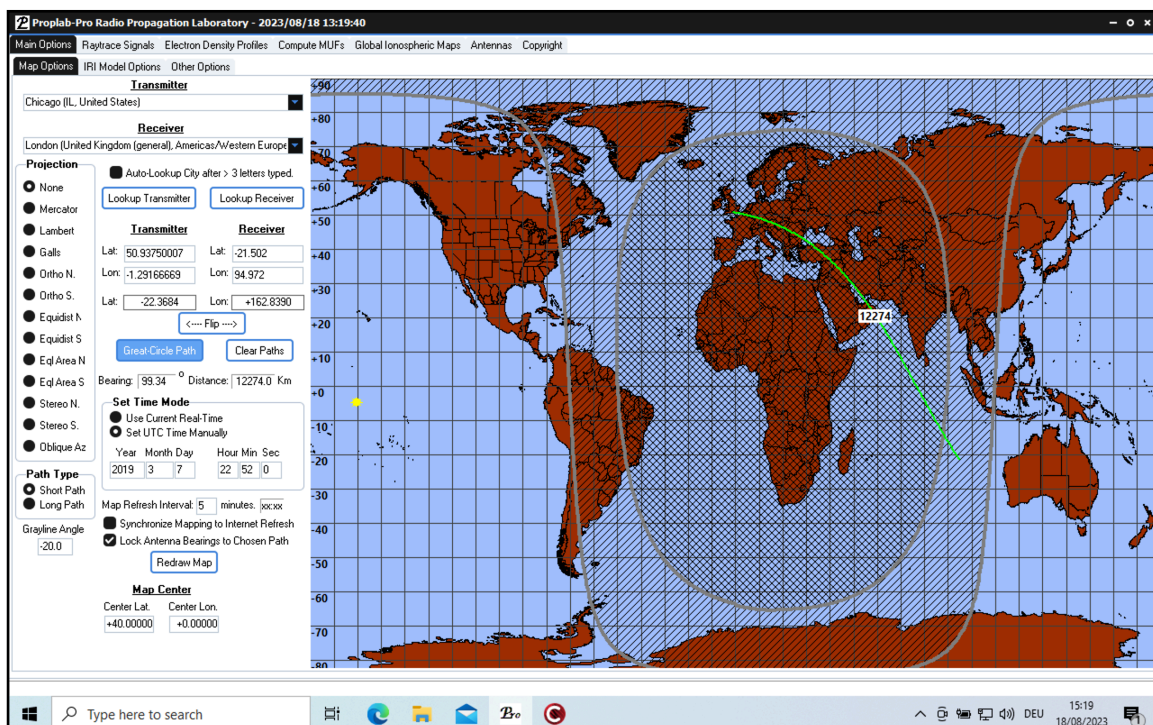 Proplab-Pro Radio Propagation Laboratory - 2023/08/18 13:19:40
Main Options Raytrace Signals Electron Density Profiles Compute MUFs Global Ionospheric Maps Antennas Copyright
Map Options IRI Model Options Other Options
Transmitter
Chicago (IL, United States)
Receiver
London (United Kingdom (general), Americas/Western Europe
Projection
Auto-Lookup City after > 3 letters typed.
None
Lookup Transmitter Lookup Receiver
Mercator
Lambert
Transmitter Receiver
Galls
Lat: 50.93750007 Lat: -21.502
Ortho N.
Lon: -1.29166669 Lon: 94.972
Ortho S.
Lat: -22.3684 Lon: +162.8390
Equidist N
<---- Flip ---->
Equidist S
Great-Circle Path Clear Paths
Eql Area N
Eql Area S
Bearing: 99.34 o Distance: 12274.0 Km
Stereo N.
Set Time Mode
Use Current Real-Time
Stereo S.
Set UTC Time Manually
Oblique Az
Year Month Day Hour Min Sec
2019 3 7 22 52 0
Path Type
Short Path
Long Path
Map Refresh Interval: 5 minutes. xx:xx
Synchronize Mapping to Internet Refresh
Grayline Angle
-20.0
Lock Antenna Bearings to Chosen Path
Redraw Map
Map Center
Center Lat. Center Lon.
+40.00000 +0.00000
+90
+80
+70
+60
+50
+40
+30
+20
+10
+0
-10
-20
-30
-40
-50
-60
-70
-80
12274
Type here to search
Pro
DEU
15:19
18/08/2023
1